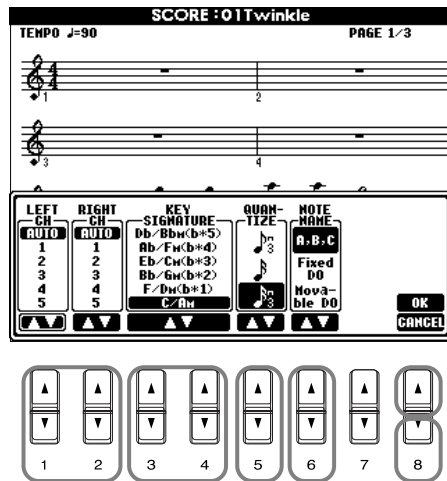 SCORE :01Twinkle
TEMPO ♩=90 PAGE 1/3
1 2
3 4
LEFT CH RIGHT CH KEY SIGNATURE QUAN-TIZE NOTE NAME
AUTO AUTO Db/Bbm(b*5)
1 1 Ab/Fm(b*4) 3 A,B,C
2 2 Eb/Cm(b*3) Fixed
3 3 Bb/Gm(b*2) DO
4 4 F/Dm(b*1) Mova-
5 5 C/Am 3 ble DO OK
CANCEL
1 2 3 4 5 6 7 8